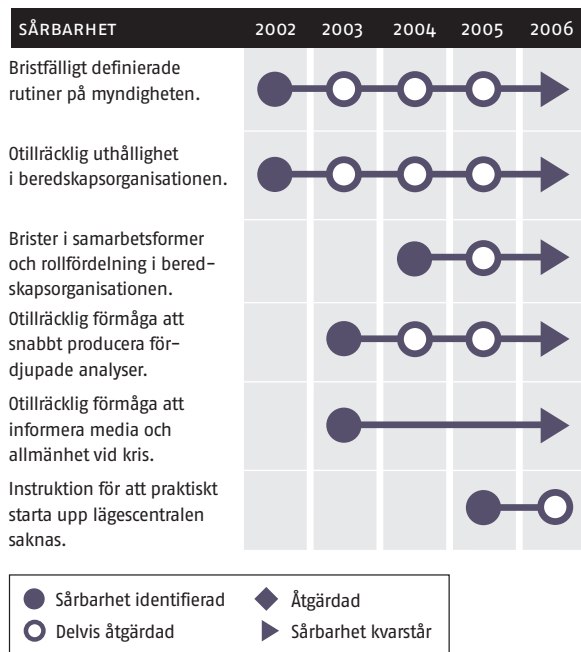 SÅRBARHET 2002 2003 2004 2005 2006
Bristfälligt definierade
rutiner på myndigheten.
Otillräcklig uthållighet
i beredskapsorganisationen.
Brister i samarbetsformer
och rollfördelning i bered-
skapsorganisationen.
Otillräcklig förmåga att
snabbt producera för-
djupade analyser.
Otillräcklig förmåga att
informera media och
allmänhet vid kris.
Instruktion för att praktiskt
starta upp lägescentralen
saknas.
Sårbarhet identifierad Åtgärdad
Delvis åtgärdad Sårbarhet kvarstår